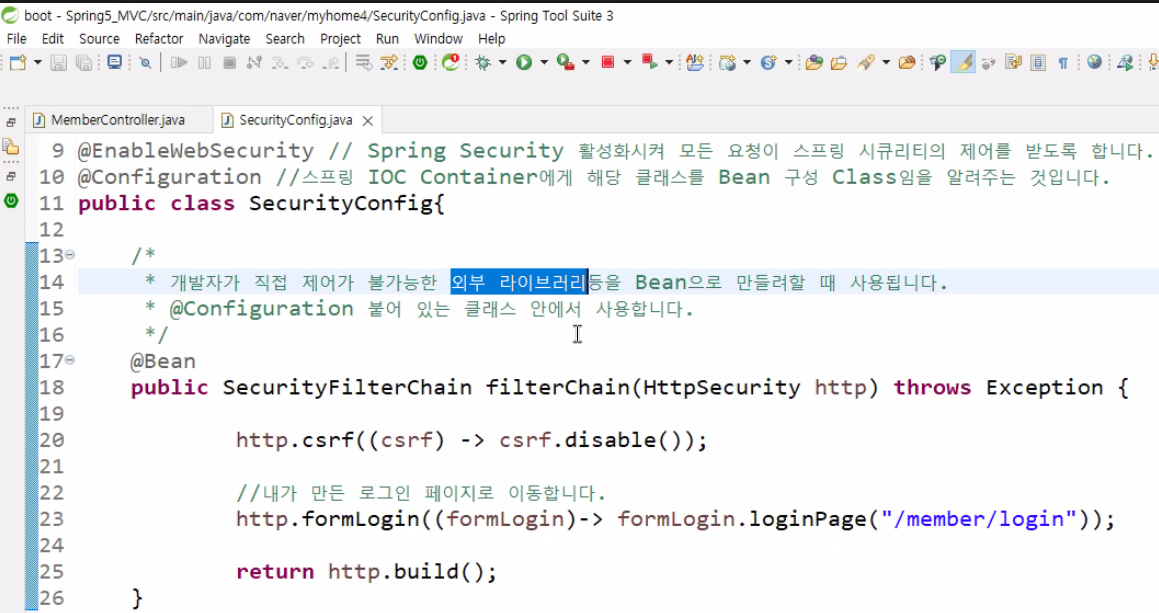 boot - Spring5_MVC/src/main/java/com/naver/myhome4/SecurityConfig.java - Spring Tool Suite 3
File Edit Source Refactor Navigate Search Project Run Window Help
MemberController.java SecurityConfig.java
9 @EnableWebSecurity // Spring Security 활성화시켜 모든 요청이 스프링 시큐리티의 제어를 받도록 합니다.
10 @Configuration //스프링 IOC Container에게 해당 클래스를 Bean 구성 Class임을 알려주는 것입니다.
11 public class SecurityConfig{
12
13 /*
14 * 개발자가 직접 제어가 불가능한 외부 라이브러리등을 Bean으로 만들려할 때 사용됩니다.
15 * @Configuration 붙어 있는 클래스 안에서 사용합니다.
16 */
17 @Bean
18 public SecurityFilterChain filterChain(HttpSecurity http) throws Exception {
19
20 http.csrf((csrf) -> csrf.disable());
21
22 //내가 만든 로그인 페이지로 이동합니다.
23 http.formLogin((formLogin)-> formLogin.loginPage("/member/login"));
24
25 return http.build();
26 }